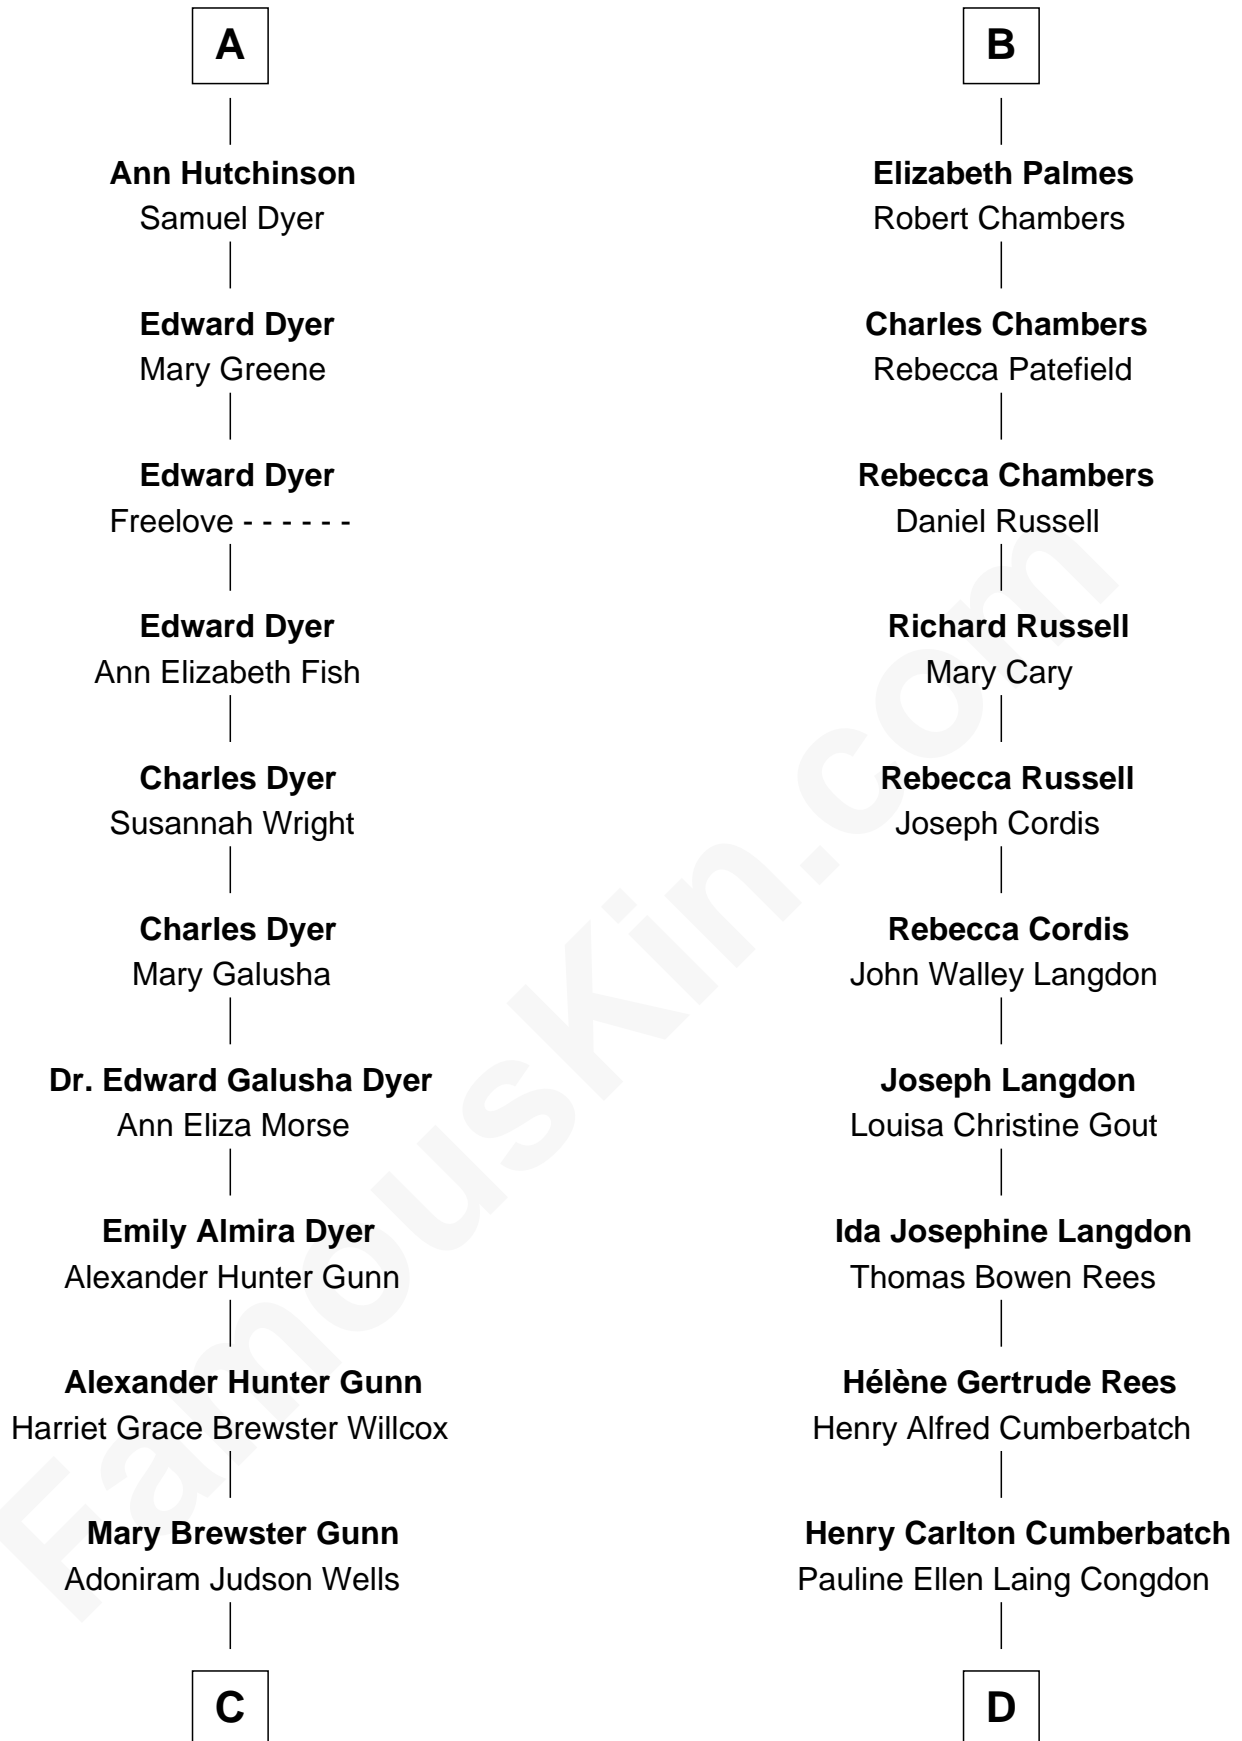 A
Ann Hutchinson
Samuel Dyer
Edward Dyer
Mary Greene
Edward Dyer
Freelove - - - - - -
Edward Dyer
Ann Elizabeth Fish
Charles Dyer
Susannah Wright
Charles Dyer
Mary Galusha
Dr. Edward Galusha Dyer
Ann Eliza Morse
Emily Almira Dyer
Alexander Hunter Gunn
Alexander Hunter Gunn
Harriet Grace Brewster Willcox
Mary Brewster Gunn
Adoniram Judson Wells
C
B
Elizabeth Palmes
Robert Chambers
Charles Chambers
Rebecca Patefield
Rebecca Chambers
Daniel Russell
Richard Russell
Mary Cary
Rebecca Russell
Joseph Cordis
Rebecca Cordis
John Walley Langdon
Joseph Langdon
Louisa Christine Gout
Ida Josephine Langdon
Thomas Bowen Rees
Hélène Gertrude Rees
Henry Alfred Cumberbatch
Henry Carlton Cumberbatch
Pauline Ellen Laing Congdon
D
FamousKin.com